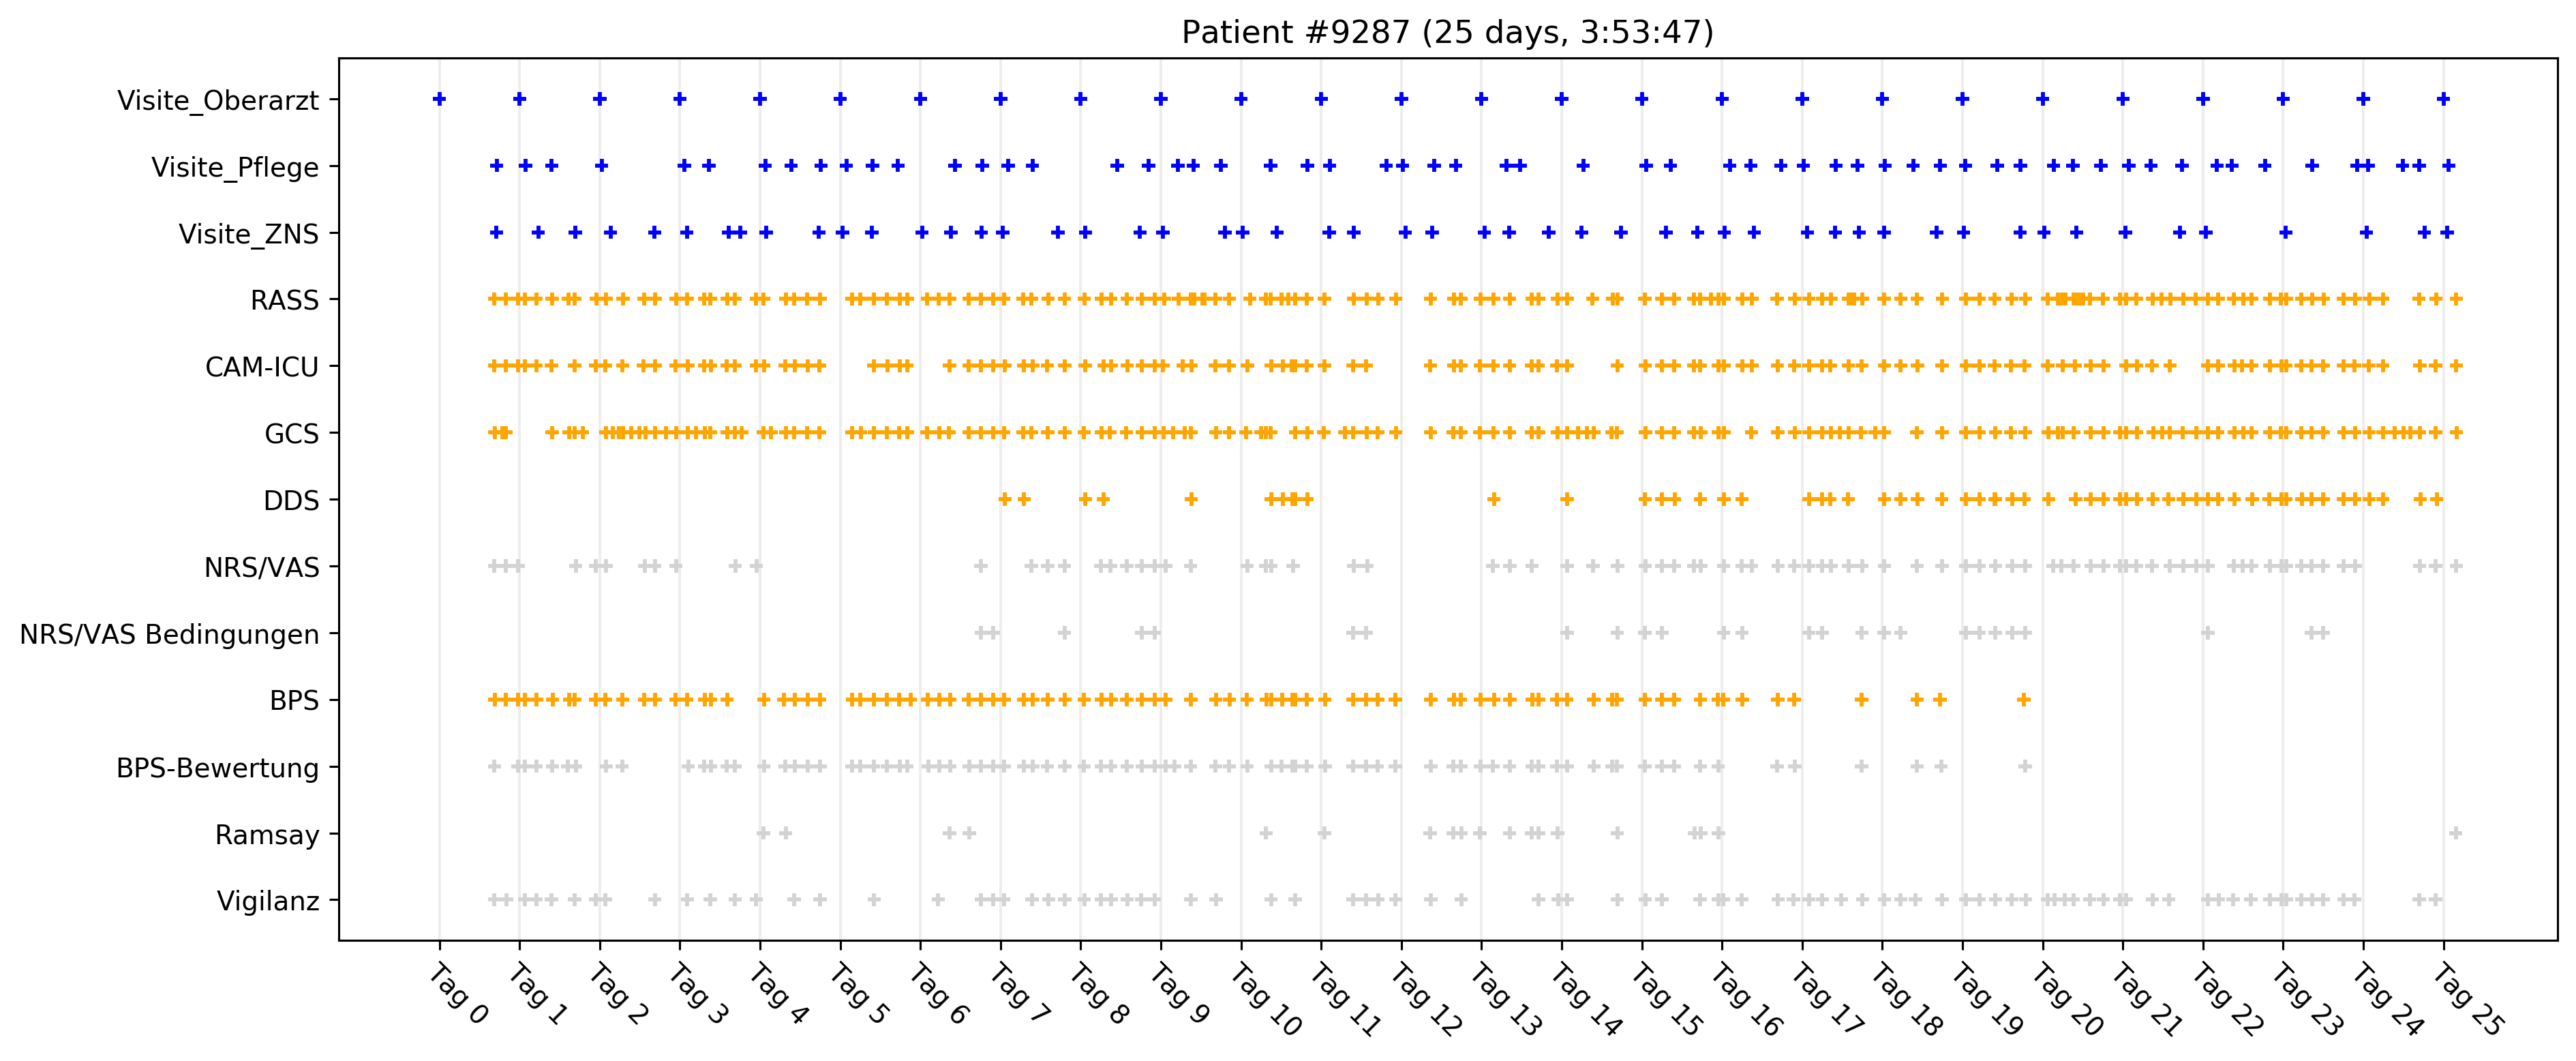 Patient #9287 (25 days, 3:53:47)
Visite_Oberarzt
Visite_Pflege
Visite_ZNS
RASS
CAM-ICU
GCS
DDS
NRS/VAS
NRS/VAS Bedingungen
BPS
BPS-Bewertung
Ramsay
Vigilanz
Tag 0
Tag 1
Tag 2
Tag 3
Tag 4
Tag 5
Tag 6
Tag 7
Tag 8
Tag 9
Tag 10
Tag 11
Tag 12
Tag 13
Tag 14
Tag 15
Tag 16
Tag 17
Tag 18
Tag 19
Tag 20
Tag 21
Tag 22
Tag 23
Tag 24
Tag 25